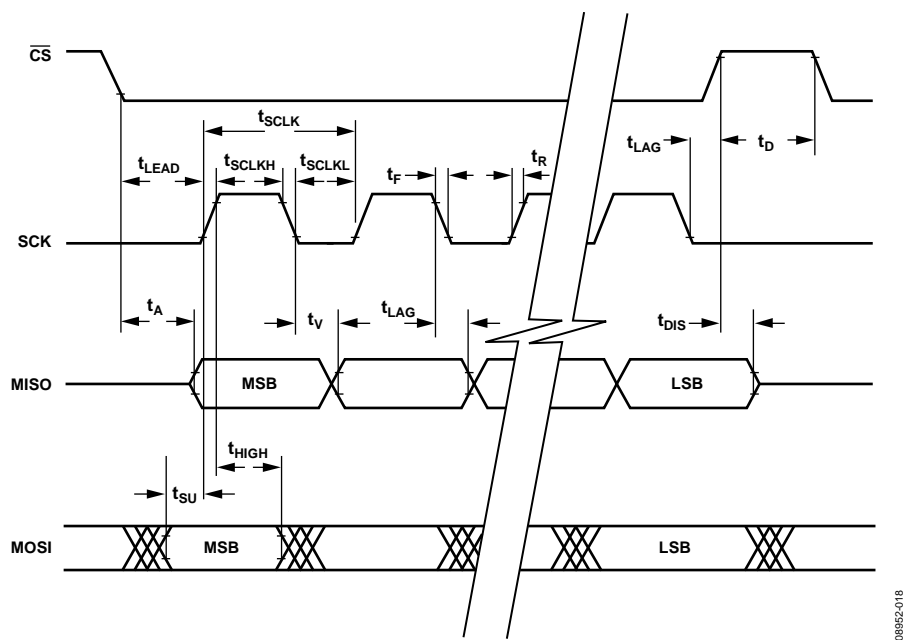 CS
tSCLK
tLEAD
tSCLKH
tSCLKL
tF
tR
tLAG
tD
SCK
tA
tV
tLAG
tDIS
MISO
MSB
LSB
tHIGH
tSU
MOSI
MSB
LSB
08952-018